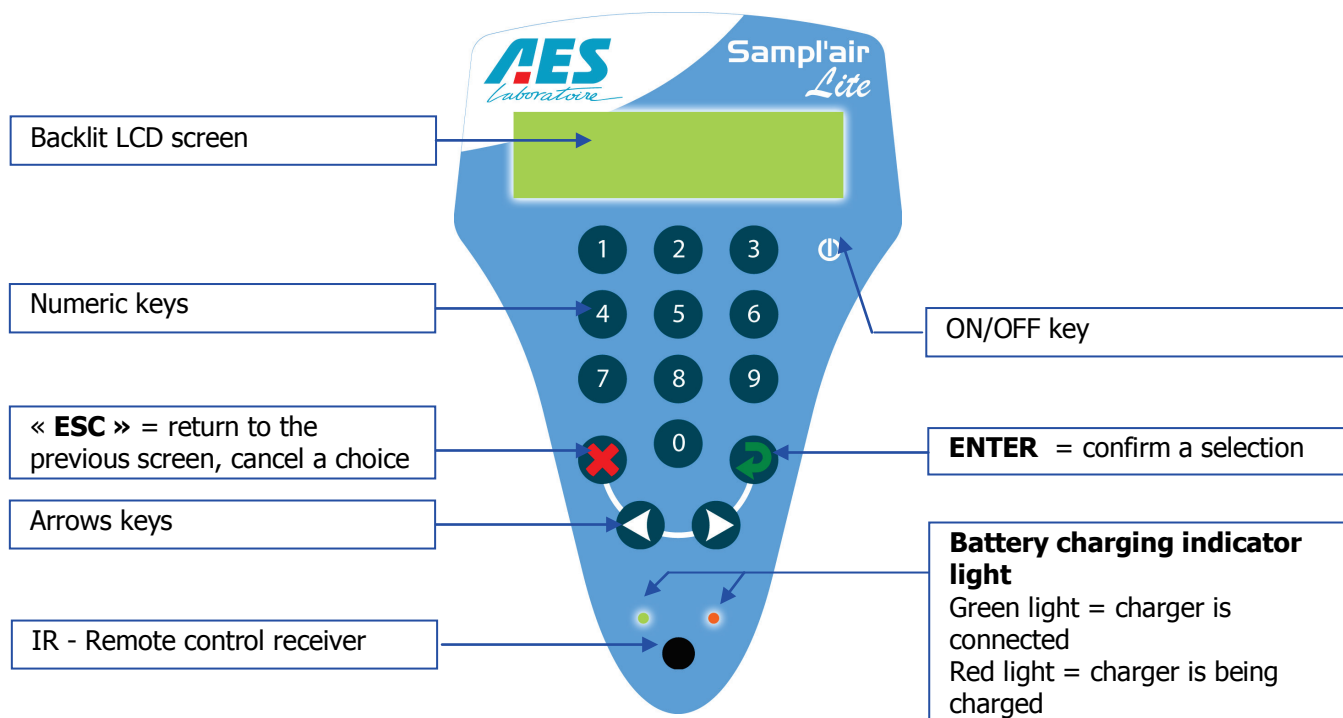 AES
Laboratoire
Sampl'air
Lite
Backlit LCD screen
1 2 3
Numeric keys
4 5 6
ON/OFF key
7 8 9
« ESC » = return to the
previous screen, cancel a choice
0
ENTER = confirm a selection
Arrows keys
Battery charging indicator
light
Green light = charger is
connected
Red light = charger is being
charged
IR - Remote control receiver